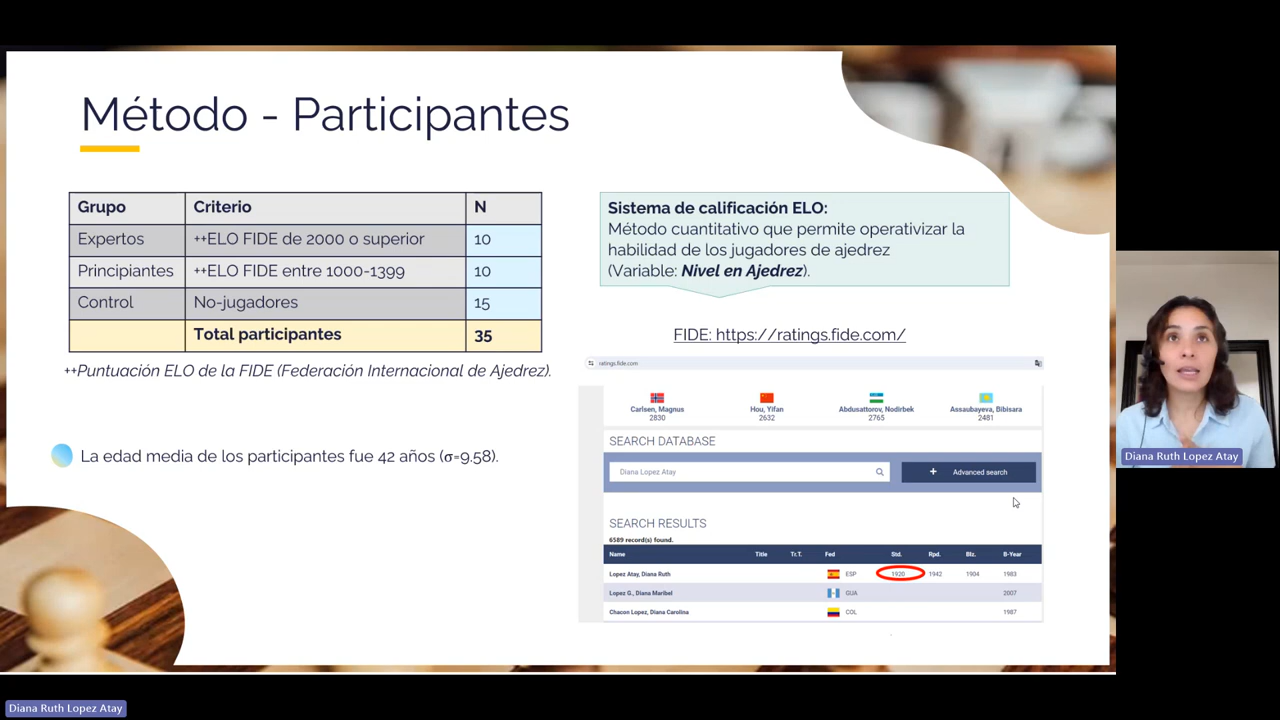 Método - Participantes
Grupo Criterio N
Expertos ++ELO FIDE de 2000 o superior 10
Principiantes ++ELO FIDE entre 1000-1399 10
Control No-jugadores 15
Total participantes 35
++Puntuación ELO de la FIDE (Federación Internacional de Ajedrez).
La edad media de los participantes fue 42 años (σ=9.58).
Sistema de calificación ELO:
Método cuantitativo que permite operativizar la
habilidad de los jugadores de ajedrez
(Variable: Nivel en Ajedrez).
FIDE: https://ratings.fide.com/
ratings.fide.com
Carlsen, Magnus Hou, Yifan Abdusattorov, Nodirbek Assaubayeva, Bibisara
2830 2632 2765 2481
SEARCH DATABASE
Diana Lopez Atay + Advanced search
SEARCH RESULTS
6589 record(s) found.
Name Title Tr.T. Fed Std. Rpd. Blz. B-Year
Lopez Atay, Diana Ruth ESP 1920 1942 1904 1983
Lopez G., Diana Maribel GUA 2007
Chacon Lopez, Diana Carolina COL 1987
Diana Ruth Lopez Atay
Diana Ruth Lopez Atay